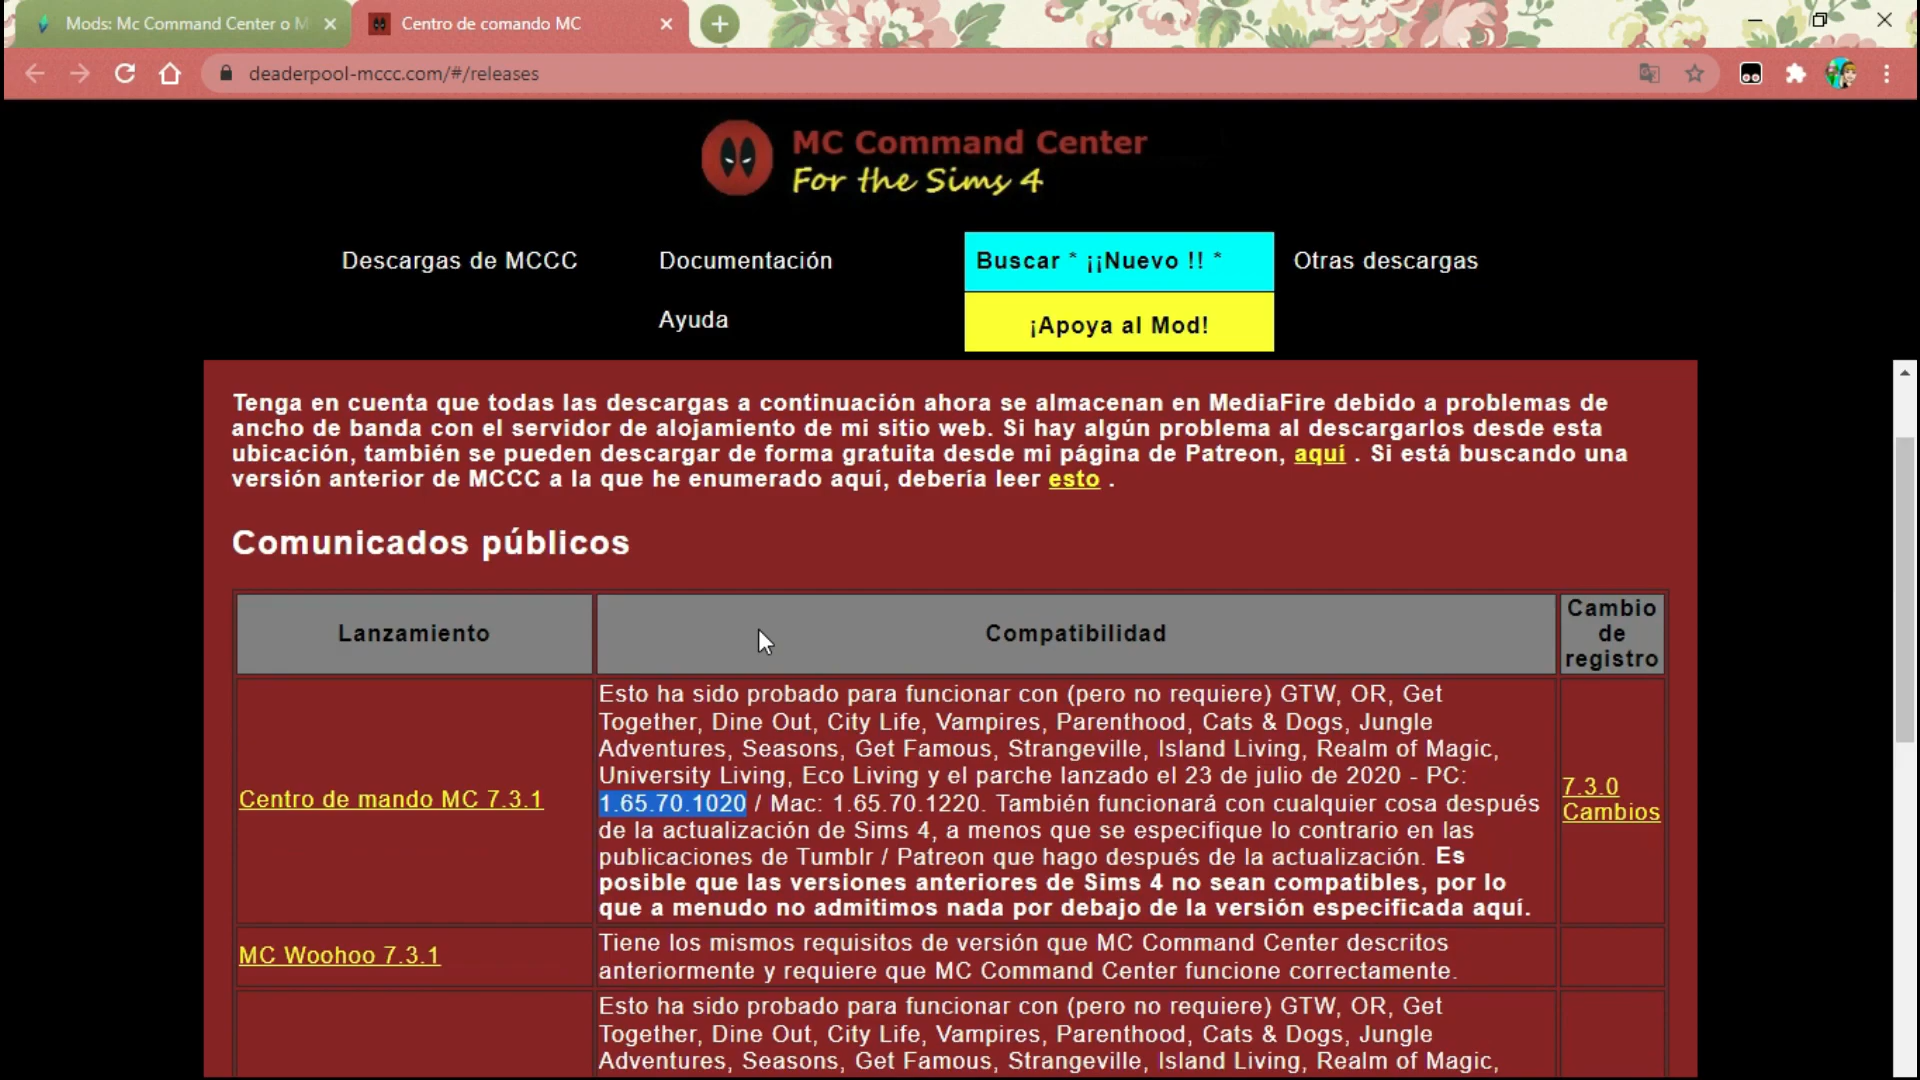 Mods: Mc Command Center o M
Centro de comando MC
deaderpool-mccc.com/#/releases
MC Command Center
For the Sims 4
Descargas de MCCC
Documentación
Buscar * ¡¡Nuevo !! *
Otras descargas
Ayuda
¡Apoya al Mod!
Tenga en cuenta que todas las descargas a continuación ahora se almacenan en MediaFire debido a problemas de
ancho de banda con el servidor de alojamiento de mi sitio web. Si hay algún problema al descargarlos desde esta
ubicación, también se pueden descargar de forma gratuita desde mi página de Patreon, aquí . Si está buscando una
versión anterior de MCCC a la que he enumerado aquí, debería leer esto .
Comunicados públicos
Lanzamiento
Compatibilidad
Cambio
de
registro
Centro de mando MC 7.3.1
Esto ha sido probado para funcionar con (pero no requiere) GTW, OR, Get
Together, Dine Out, City Life, Vampires, Parenthood, Cats & Dogs, Jungle
Adventures, Seasons, Get Famous, Strangeville, Island Living, Realm of Magic,
University Living, Eco Living y el parche lanzado el 23 de julio de 2020 - PC:
1.65.70.1020 / Mac: 1.65.70.1220. También funcionará con cualquier cosa después
de la actualización de Sims 4, a menos que se especifique lo contrario en las
publicaciones de Tumblr / Patreon que hago después de la actualización. Es
posible que las versiones anteriores de Sims 4 no sean compatibles, por lo
que a menudo no admitimos nada por debajo de la versión especificada aquí.
7.3.0
Cambios
MC Woohoo 7.3.1
Tiene los mismos requisitos de versión que MC Command Center descritos
anteriormente y requiere que MC Command Center funcione correctamente.
Esto ha sido probado para funcionar con (pero no requiere) GTW, OR, Get
Together, Dine Out, City Life, Vampires, Parenthood, Cats & Dogs, Jungle
Adventures, Seasons, Get Famous, Strangeville, Island Living, Realm of Magic,